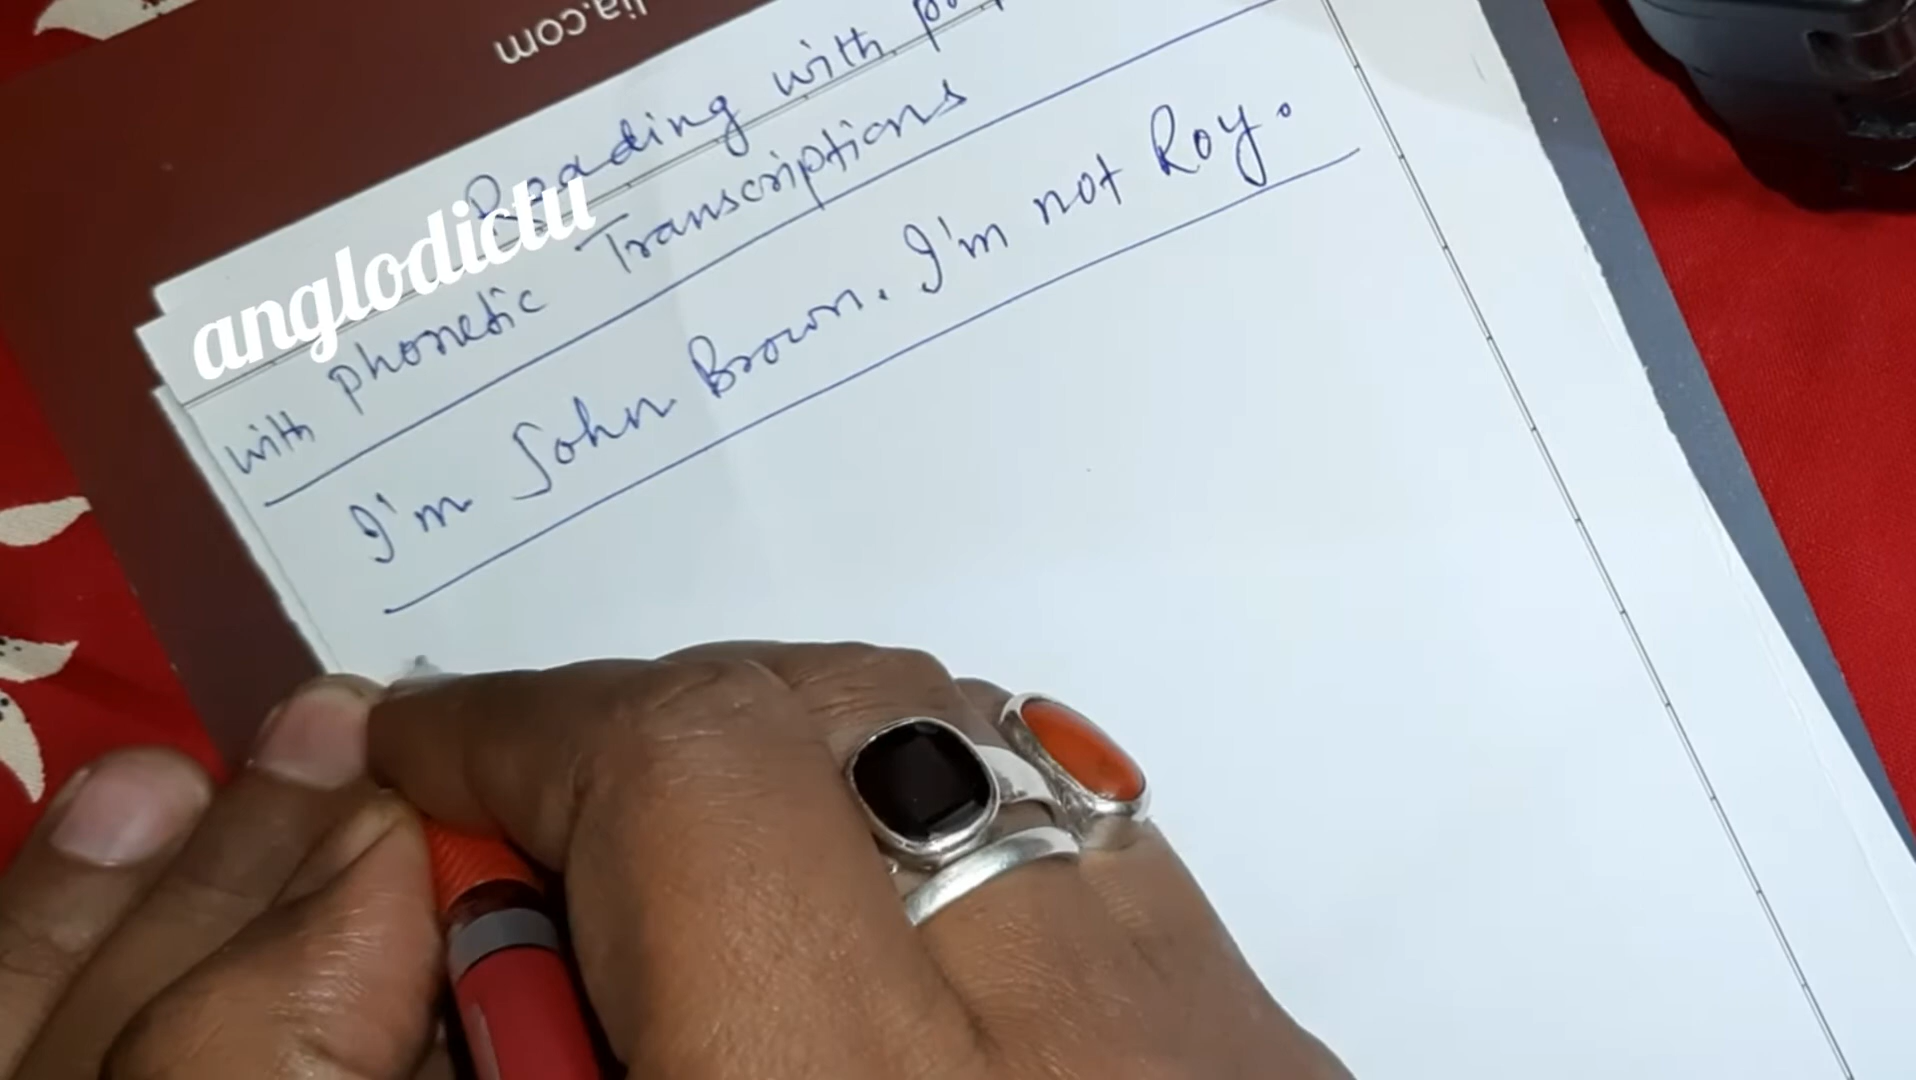 lia.com
Reading with
with phonetic Transcriptions
I'm John Brown. I'm not Roy.
anglodictu